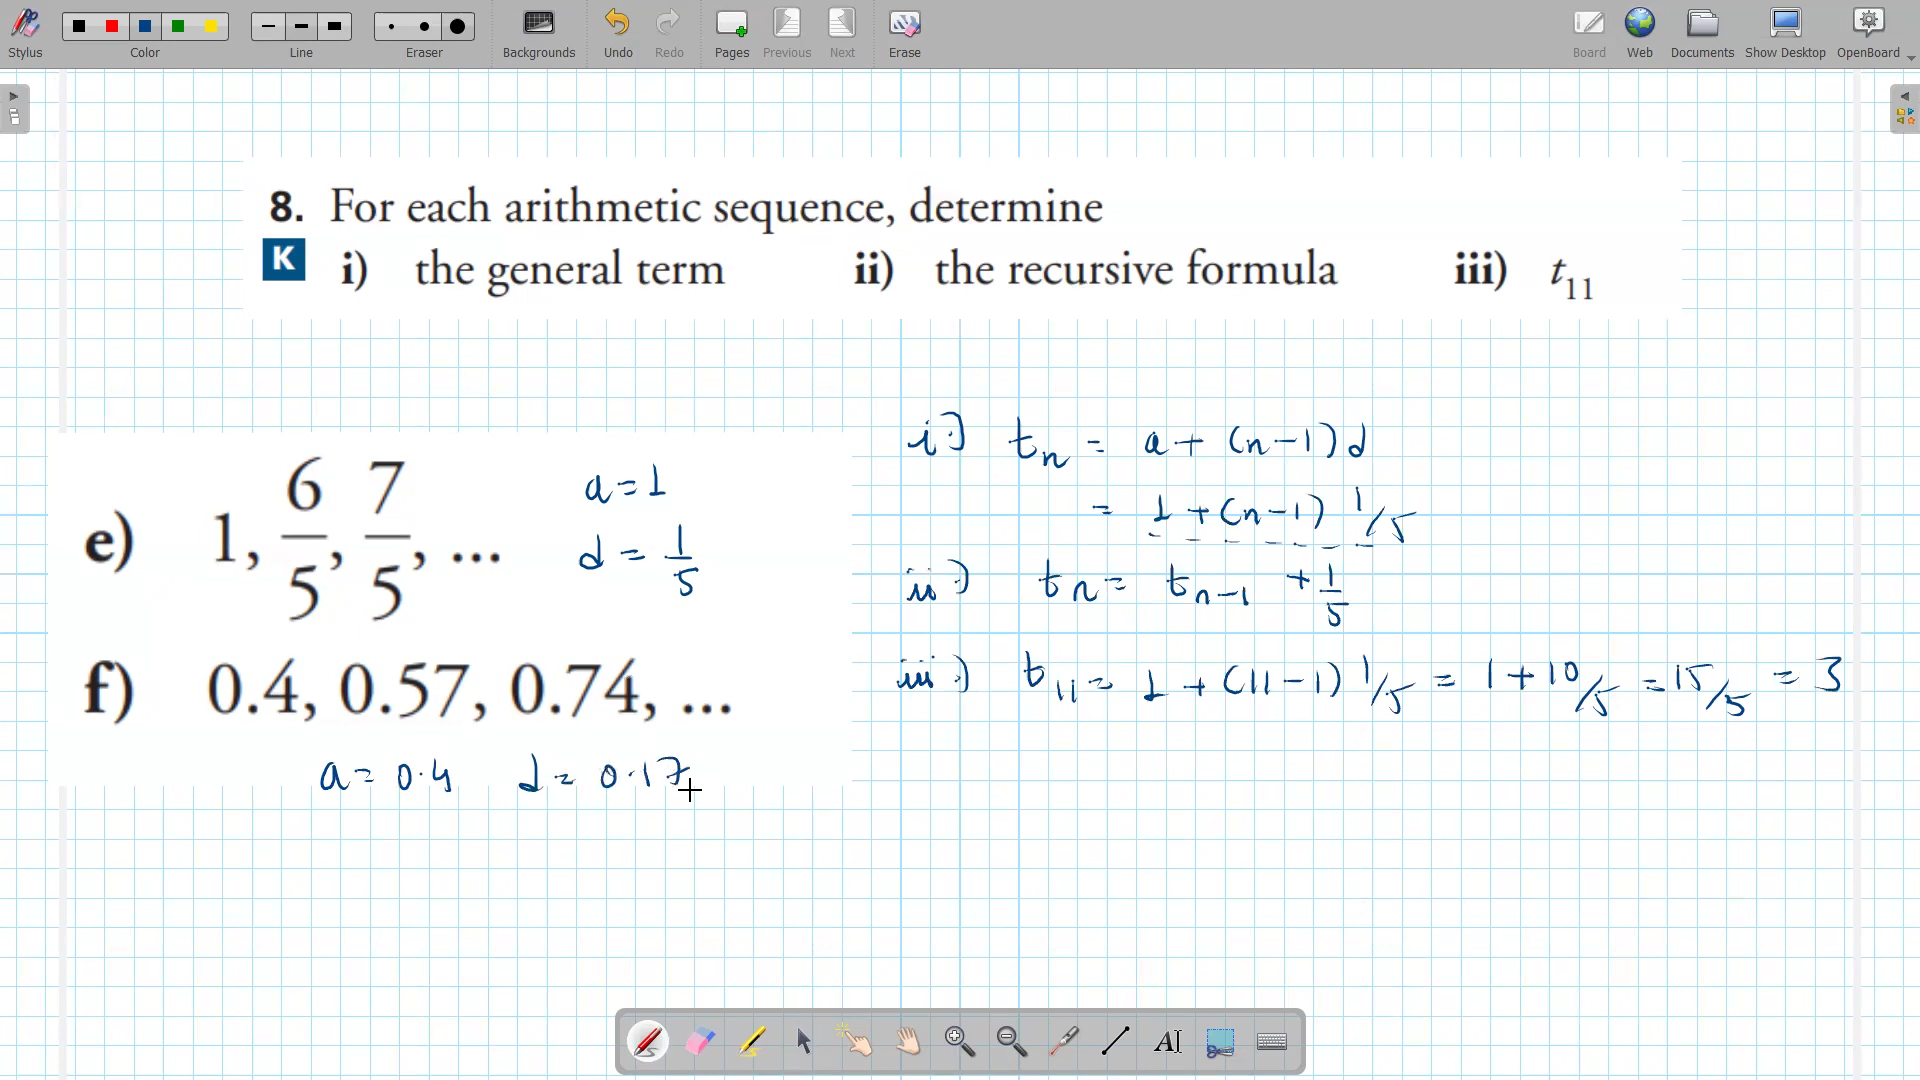 Stylus Color Line Eraser Backgrounds Undo Redo Pages Previous Next Erase Board Web Documents Show Desktop OpenBoard
8. For each arithmetic sequence, determine
K i) the general term ii) the recursive formula iii) t₁₁
e) 1, 6/5, 7/5, ...
a = 1
d = 1/5
f) 0.4, 0.57, 0.74, ...
a = 0.4 d = 0.17
i) tₙ = a + (n-1) d
= 1 + (n-1) 1/5
ii) tₙ = tₙ₋₁ + 1/5
iii) t₁₁ = 1 + (11-1) 1/5 = 1 + 10/5 = 15/5 = 3
AI